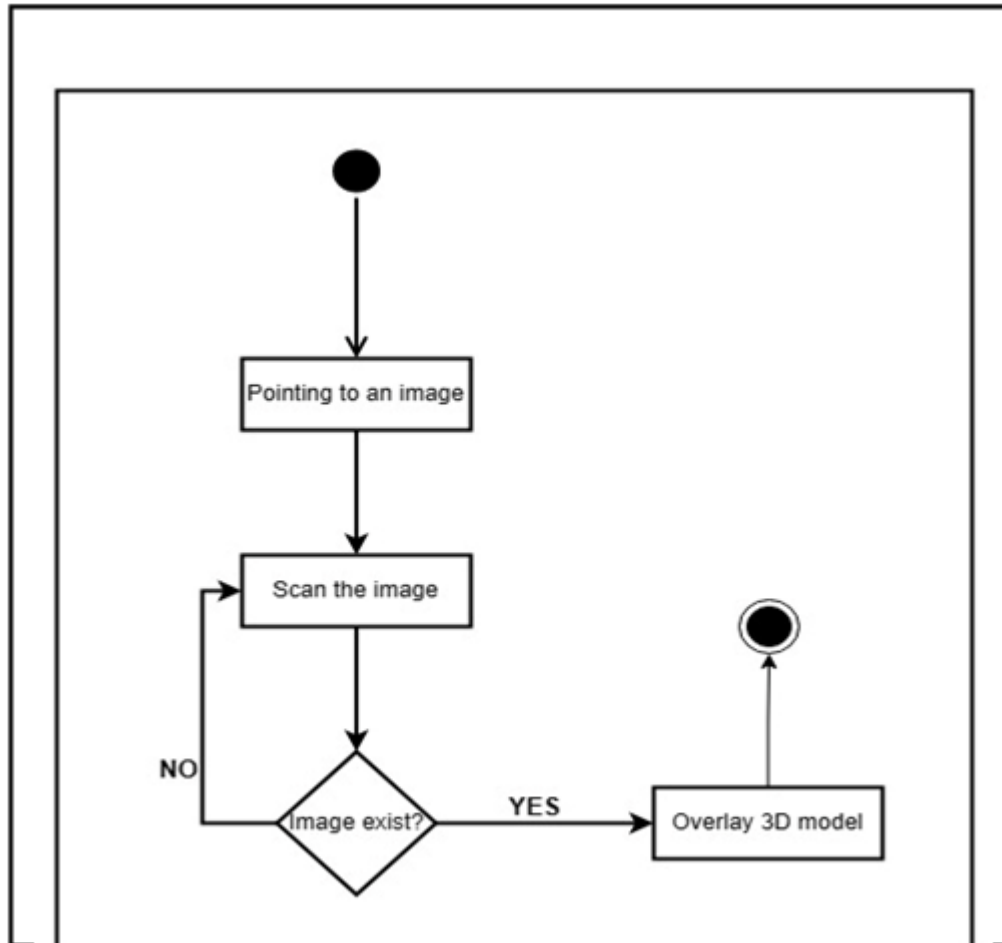 Pointing to an image
Scan the image
NO
Image exist?
YES
Overlay 3D model